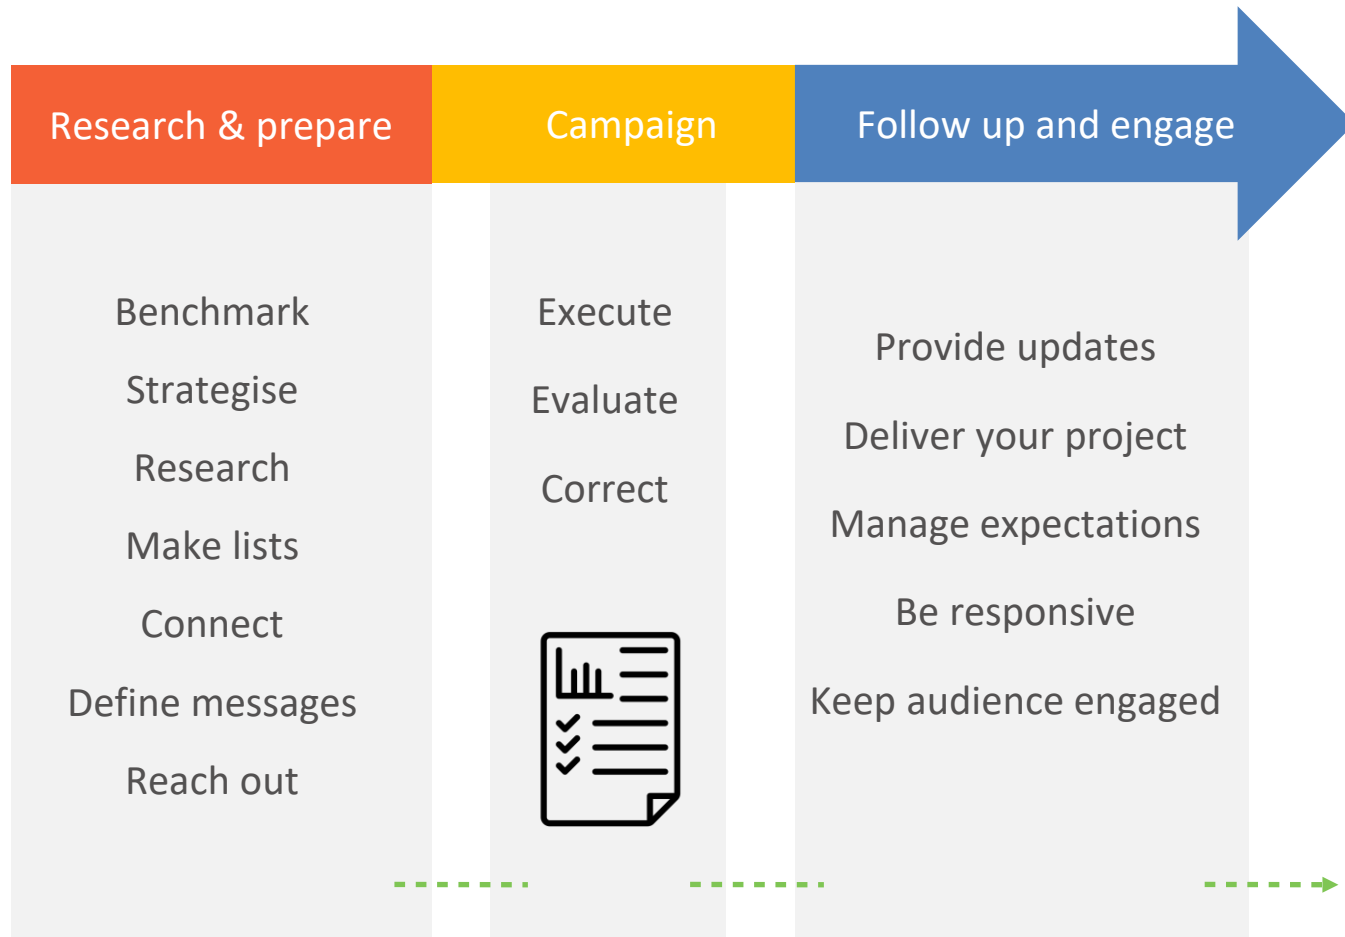 Research & prepare
Campaign
Follow up and engage
Benchmark
Strategise
Research
Make lists
Connect
Define messages
Reach out
Execute
Evaluate
Correct
Provide updates
Deliver your project
Manage expectations
Be responsive
Keep audience engaged